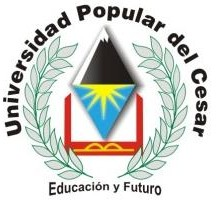 Universidad Popular del Cesar
Educación y Futuro